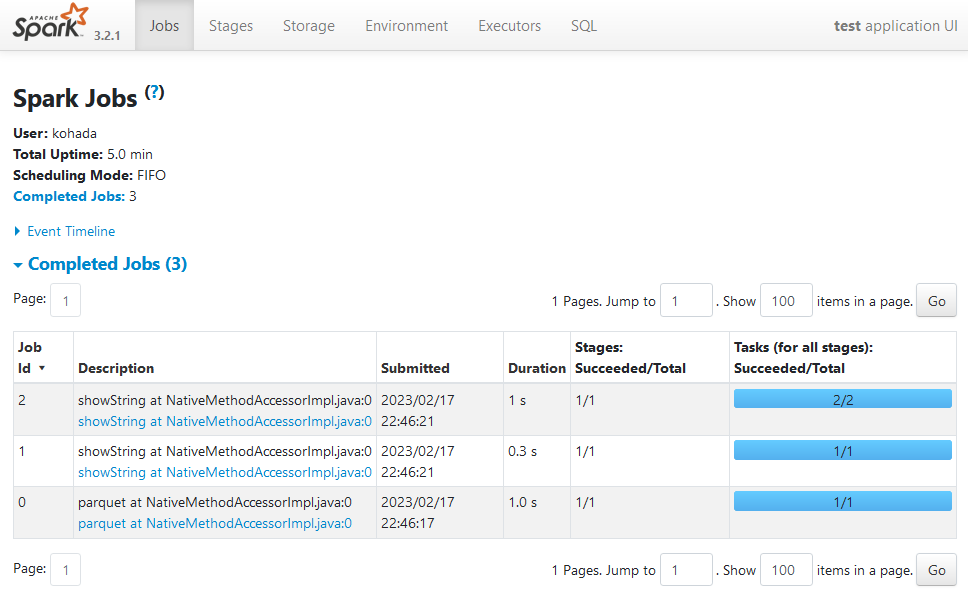 APACHE
Spark 3.2.1 Jobs Stages Storage Environment Executors SQL test application UI
Spark Jobs (?)
User: kohada
Total Uptime: 5.0 min
Scheduling Mode: FIFO
Completed Jobs: 3
Event Timeline
Completed Jobs (3)
Page: 1 1 Pages. Jump to 1 . Show 100 items in a page. Go
Job Id Description Submitted Duration Stages: Succeeded/Total Tasks (for all stages): Succeeded/Total
2 showString at NativeMethodAccessorImpl.java:0 2023/02/17 1 s 1/1 2/2
showString at NativeMethodAccessorImpl.java:0 22:46:21
1 showString at NativeMethodAccessorImpl.java:0 2023/02/17 0.3 s 1/1 1/1
showString at NativeMethodAccessorImpl.java:0 22:46:21
0 parquet at NativeMethodAccessorImpl.java:0 2023/02/17 1.0 s 1/1 1/1
parquet at NativeMethodAccessorImpl.java:0 22:46:17
Page: 1 1 Pages. Jump to 1 . Show 100 items in a page. Go